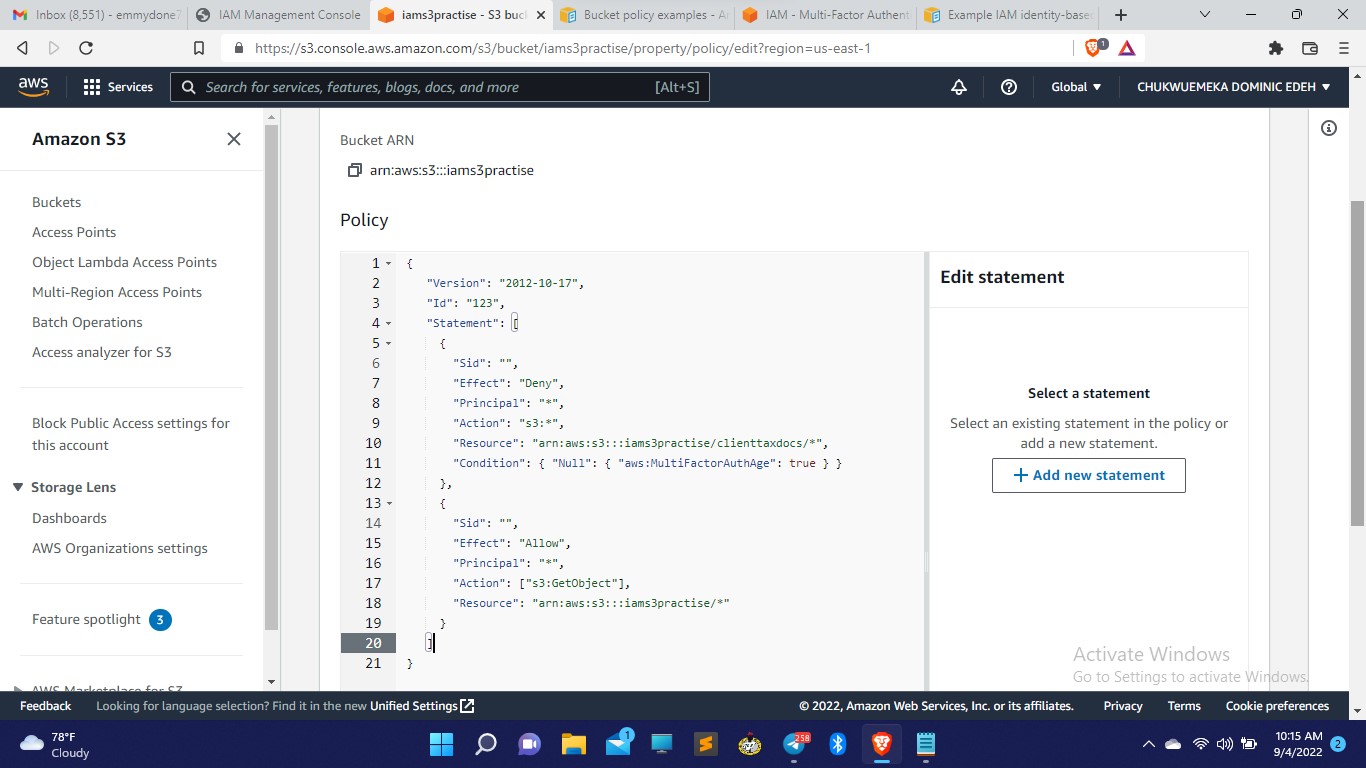 Inbox (8,551) - emmydone7
IAM Management Console
iams3practise - S3 buc
Bucket policy examples - A
IAM - Multi-Factor Authent
Example IAM identity-base
https://s3.console.aws.amazon.com/s3/bucket/iams3practise/property/policy/edit?region=us-east-1
1
aws
Services
Search for services, features, blogs, docs, and more
[Alt+S]
Global
CHUKWUEMEKA DOMINIC EDEH
Amazon S3
Buckets
Access Points
Object Lambda Access Points
Multi-Region Access Points
Batch Operations
Access analyzer for S3
Block Public Access settings for
this account
Storage Lens
Dashboards
AWS Organizations settings
Feature spotlight 3
AWS Marketplace for S3
Bucket ARN
arn:aws:s3:::iams3practise
Policy
1 {
2 "Version": "2012-10-17",
3 "Id": "123",
4 "Statement": [
5 {
6 "Sid": "",
7 "Effect": "Deny",
8 "Principal": "*",
9 "Action": "s3:*",
10 "Resource": "arn:aws:s3:::iams3practise/clienttaxdocs/*",
11 "Condition": { "Null": { "aws:MultiFactorAuthAge": true } }
12 },
13 {
14 "Sid": "",
15 "Effect": "Allow",
16 "Principal": "*",
17 "Action": ["s3:GetObject"],
18 "Resource": "arn:aws:s3:::iams3practise/*"
19 }
20 ]
21 }
Edit statement
Select a statement
Select an existing statement in the policy or
add a new statement.
+ Add new statement
Activate Windows
Go to Settings to activate Windows.
Feedback
Looking for language selection? Find it in the new Unified Settings
© 2022, Amazon Web Services, Inc. or its affiliates.
Privacy
Terms
Cookie preferences
78°F
Cloudy
1
258
10:15 AM
9/4/2022
2